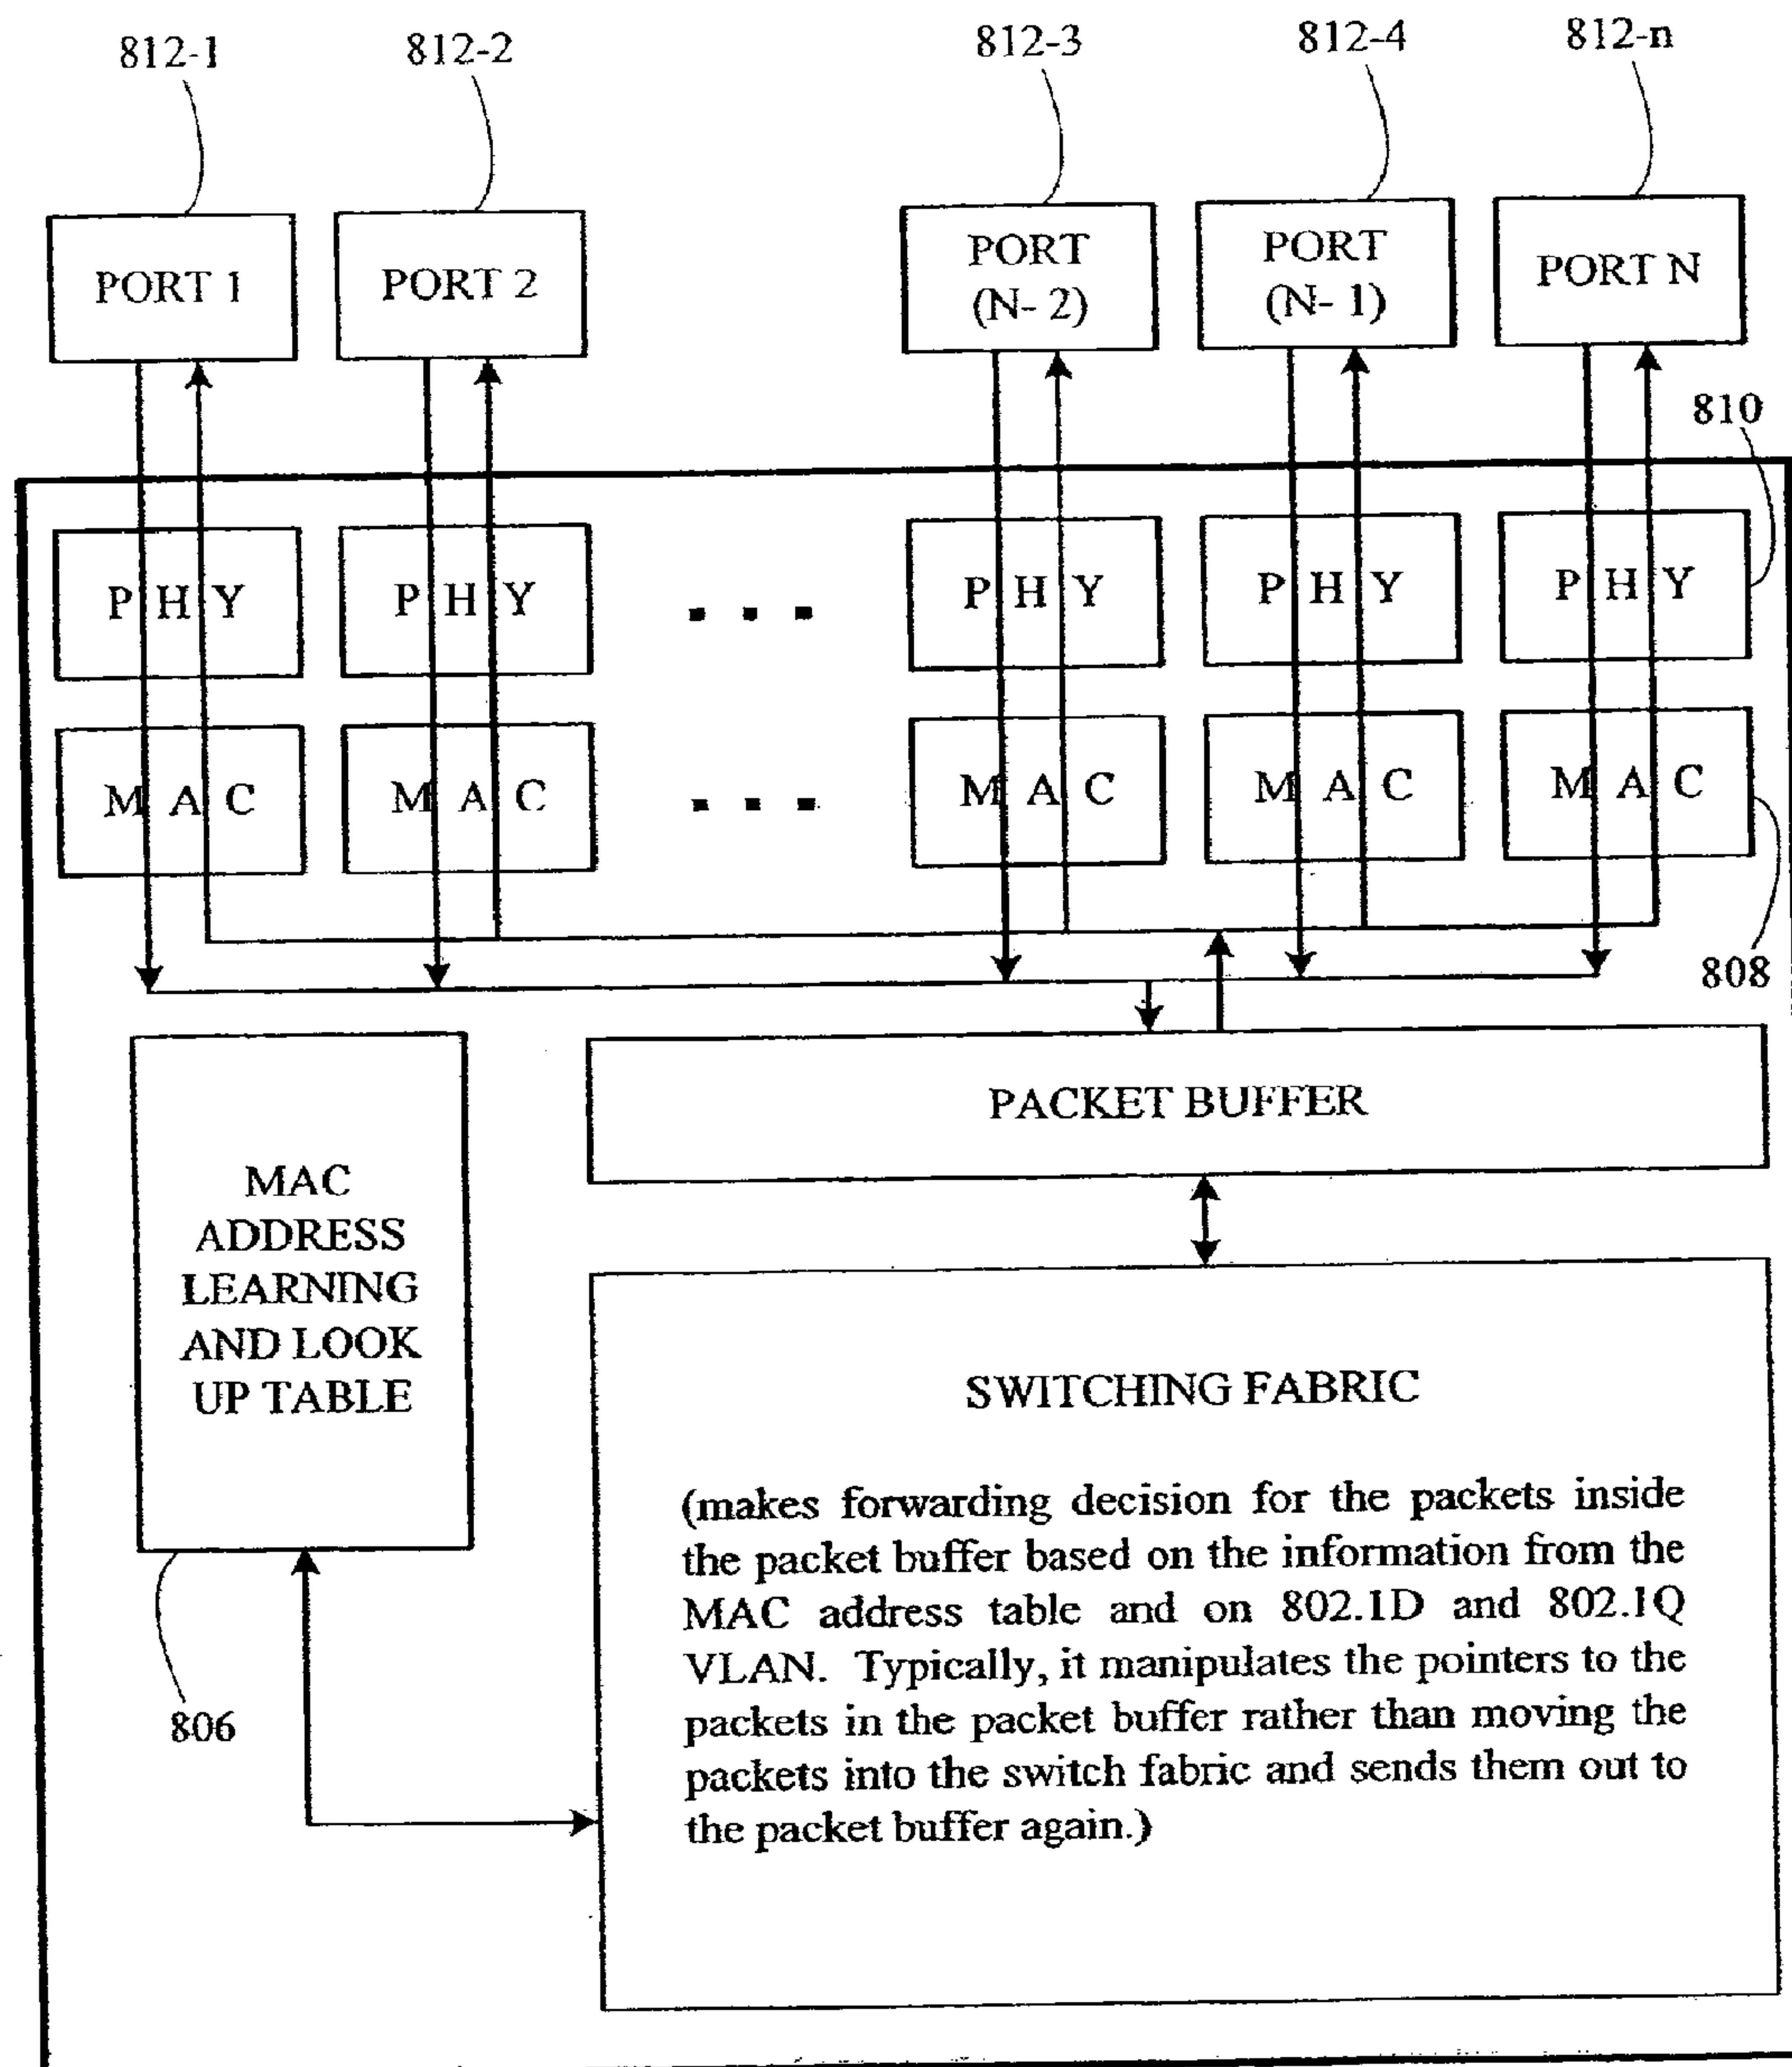 812-1 812-2 812-3 812-4 812-n
PORT 1 PORT 2 PORT (N- 2) PORT (N- 1) PORT N
810
P H Y P H Y P H Y P H Y P H Y
M A C M A C M A C M A C M A C
808
PACKET BUFFER
MAC
ADDRESS
LEARNING
AND LOOK
UP TABLE
806
SWITCHING FABRIC
(makes forwarding decision for the packets inside
the packet buffer based on the information from the
MAC address table and on 802.1D and 802.1Q
VLAN. Typically, it manipulates the pointers to the
packets in the packet buffer rather than moving the
packets into the switch fabric and sends them out to
the packet buffer again.)